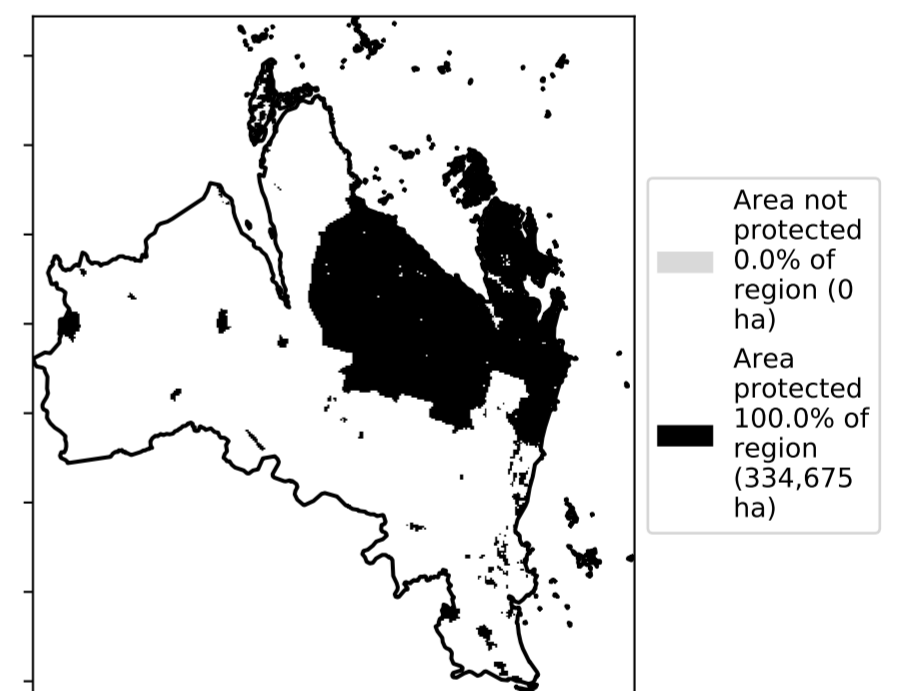 Area not
protected
0.0% of
region (0
ha)
Area
protected
100.0% of
region
(334,675
ha)